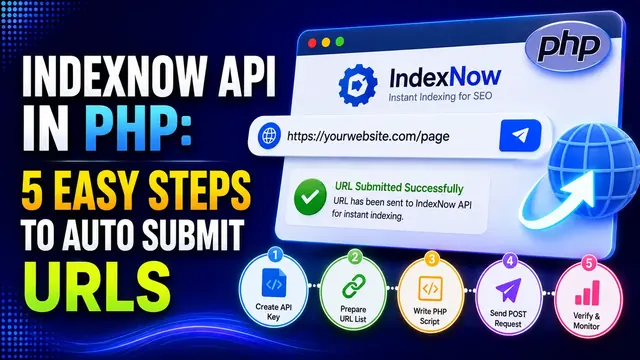 INDEXNOW API
IN PHP:
5 EASY STEPS
TO AUTO SUBMIT
URLS
php
IndexNow
Instant Indexing for SEO
https://yourwebsite.com/page
URL Submitted Successfully
URL has been sent to IndexNow API
for instant indexing.
1
Create API
Key
2
Prepare
URL List
3
Write PHP
Script
4
Send POST
Request
5
Verify &
Monitor